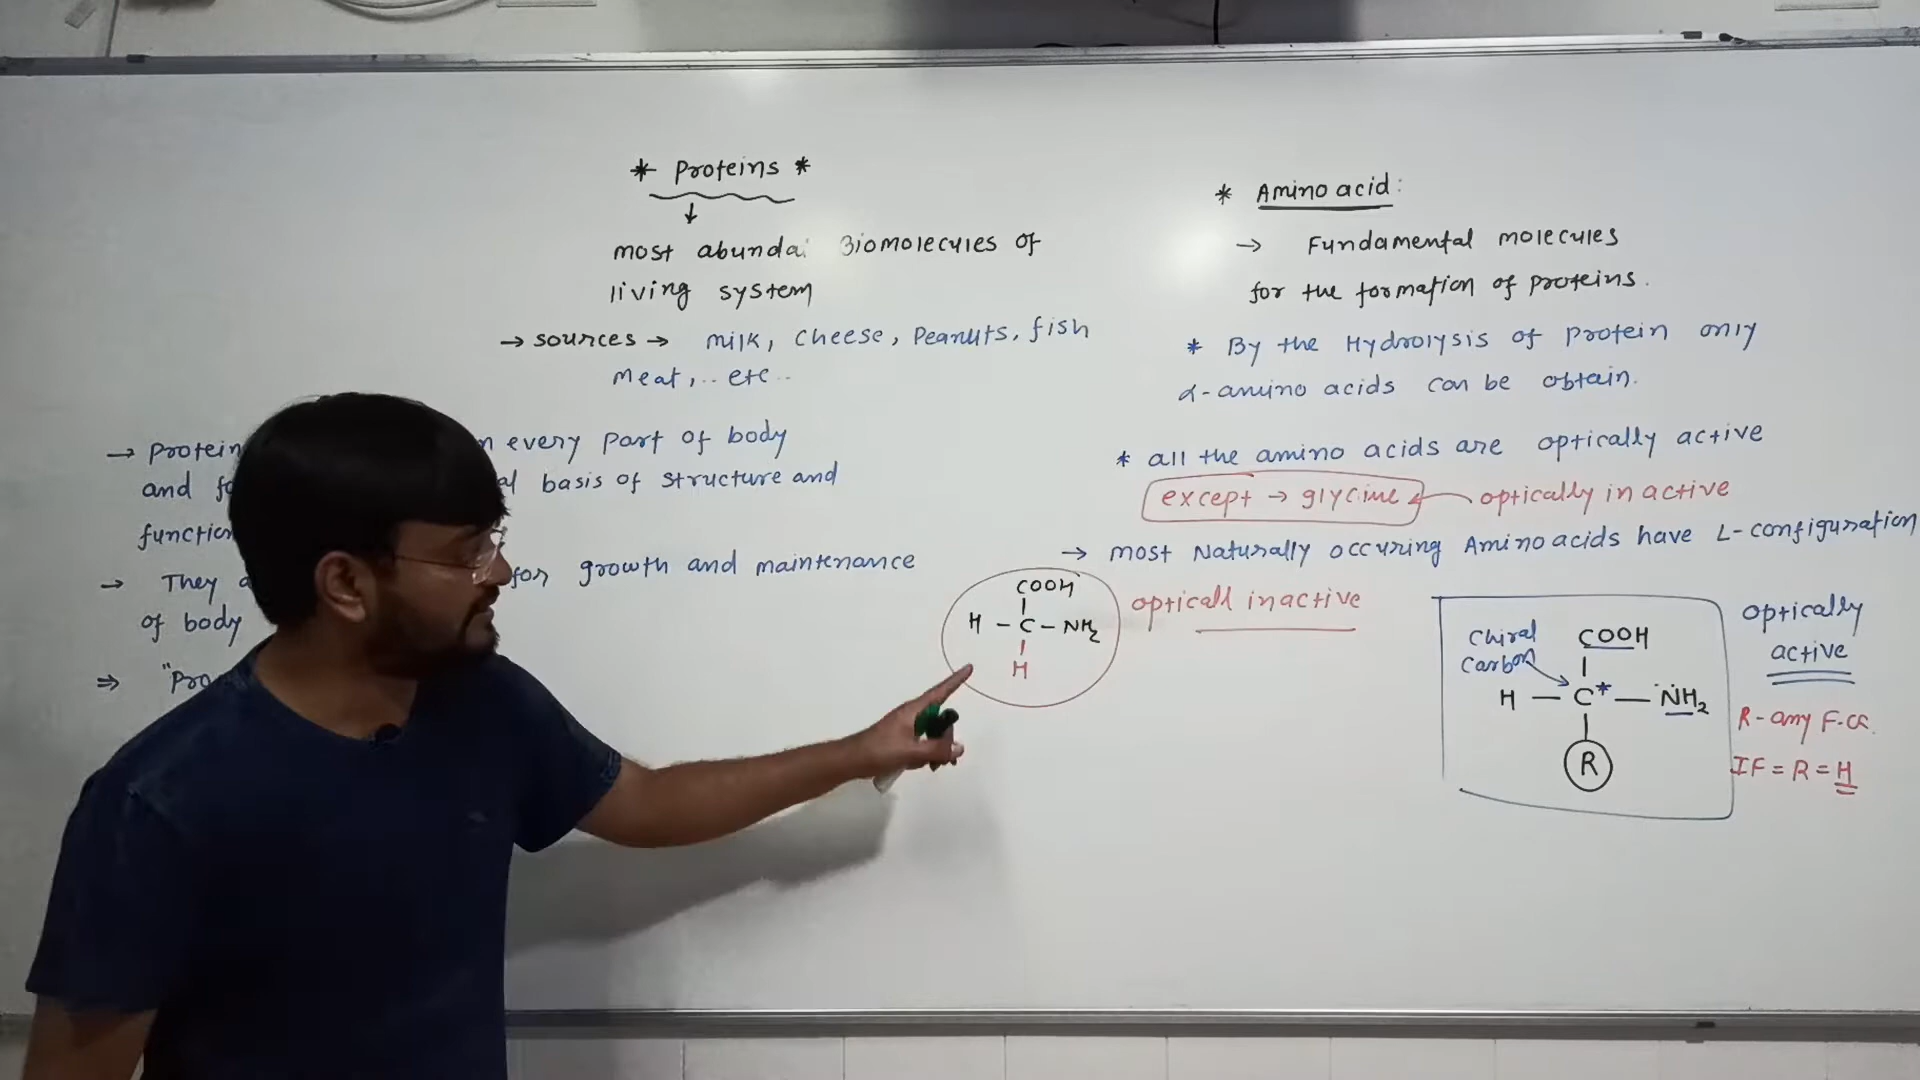 * Proteins *
most abunda Biomolecules of
living system
→ sources → milk, cheese, Peanuts, fish
meat, .. etc ..
→ Protein every part of body
and basis of structure and
function
→ They for growth and maintenance
of body
⇒ "Pro
* Amino acid:
→ Fundamental molecules
for the formation of proteins.
* By the Hydrolysis of Protein only
α-amino acids can be obtain.
* all the amino acids are optically active
except → glycine ← optically inactive
→ most Naturally occuring Aminoacids have L-configuration
COOH
H – C – NH2
H
opticall inactive
Chiral
Carbon
COOH
H — C* — NH2
R
optically
active
R-any F.G.
IF = R = H